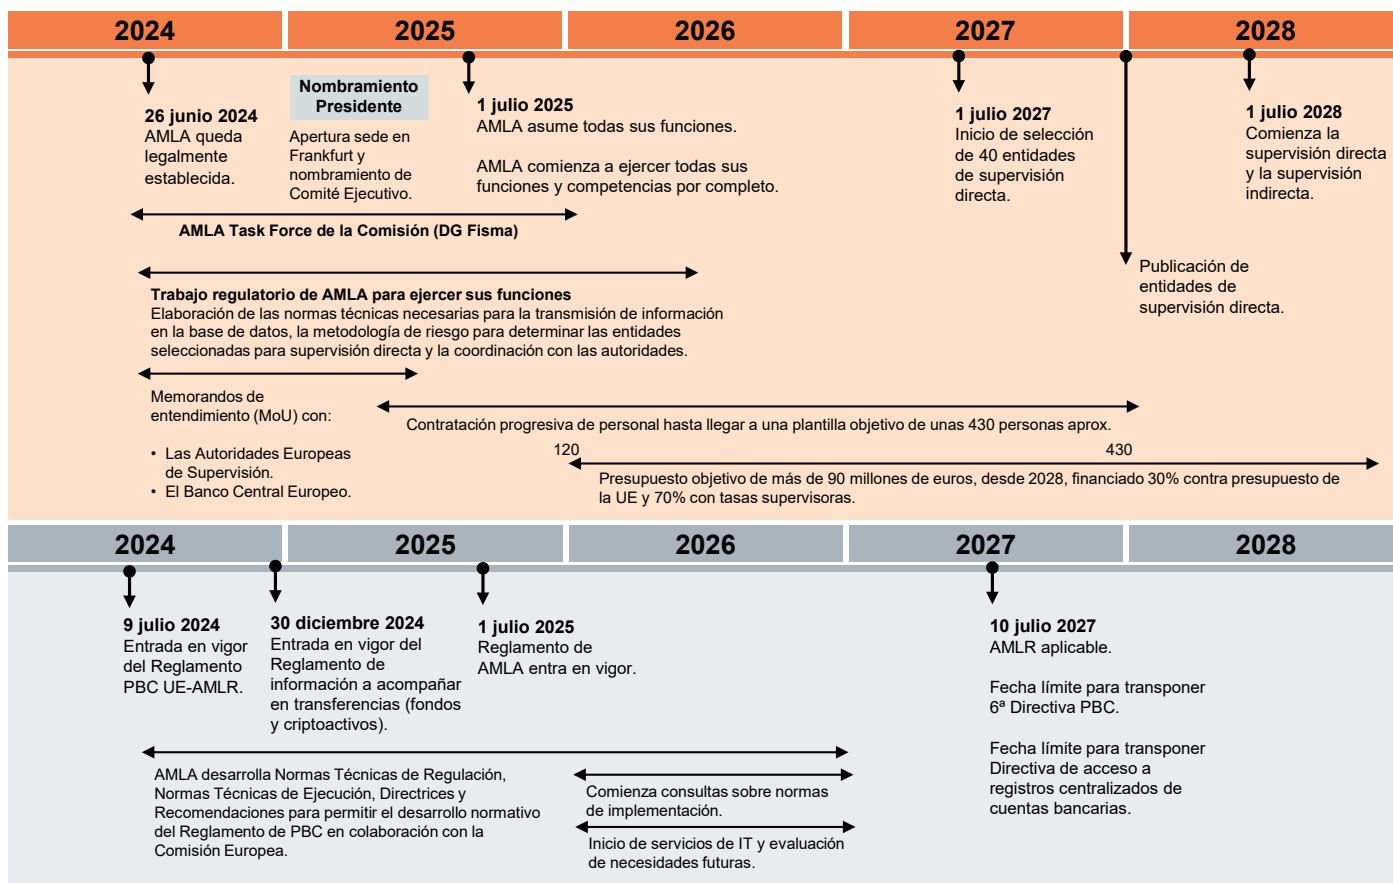 2024
2025
2026
2027
2028
26 junio 2024
AMLA queda
legalmente
establecida.
Nombramiento
Presidente
Apertura sede en
Frankfurt y
nombramiento de
Comité Ejecutivo.
1 julio 2025
AMLA asume todas sus funciones.
AMLA comienza a ejercer todas sus
funciones y competencias por completo.
1 julio 2027
Inicio de selección
de 40 entidades
de supervisión
directa.
1 julio 2028
Comienza la
supervisión directa
y la supervisión
indirecta.
AMLA Task Force de la Comisión (DG Fisma)
Publicación de
entidades de
supervisión directa.
Trabajo regulatorio de AMLA para ejercer sus funciones
Elaboración de las normas técnicas necesarias para la transmisión de información
en la base de datos, la metodología de riesgo para determinar las entidades
seleccionadas para supervisión directa y la coordinación con las autoridades.
Memorandos de
entendimiento (MoU) con:
• Las Autoridades Europeas
de Supervisión.
• El Banco Central Europeo.
Contratación progresiva de personal hasta llegar a una plantilla objetivo de unas 430 personas aprox.
120
430
Presupuesto objetivo de más de 90 millones de euros, desde 2028, financiado 30% contra presupuesto de
la UE y 70% con tasas supervisoras.
2024
2025
2026
2027
2028
9 julio 2024
Entrada en vigor
del Reglamento
PBC UE-AMLR.
30 diciembre 2024
Entrada en vigor del
Reglamento de
información a acompañar
en transferencias (fondos
y criptoactivos).
1 julio 2025
Reglamento de
AMLA entra en vigor.
10 julio 2027
AMLR aplicable.
Fecha límite para transponer
6ª Directiva PBC.
Fecha límite para transponer
Directiva de acceso a
registros centralizados de
cuentas bancarias.
AMLA desarrolla Normas Técnicas de Regulación,
Normas Técnicas de Ejecución, Directrices y
Recomendaciones para permitir el desarrollo normativo
del Reglamento de PBC en colaboración con la
Comisión Europea.
Comienza consultas sobre normas
de implementación.
Inicio de servicios de IT y evaluación
de necesidades futuras.